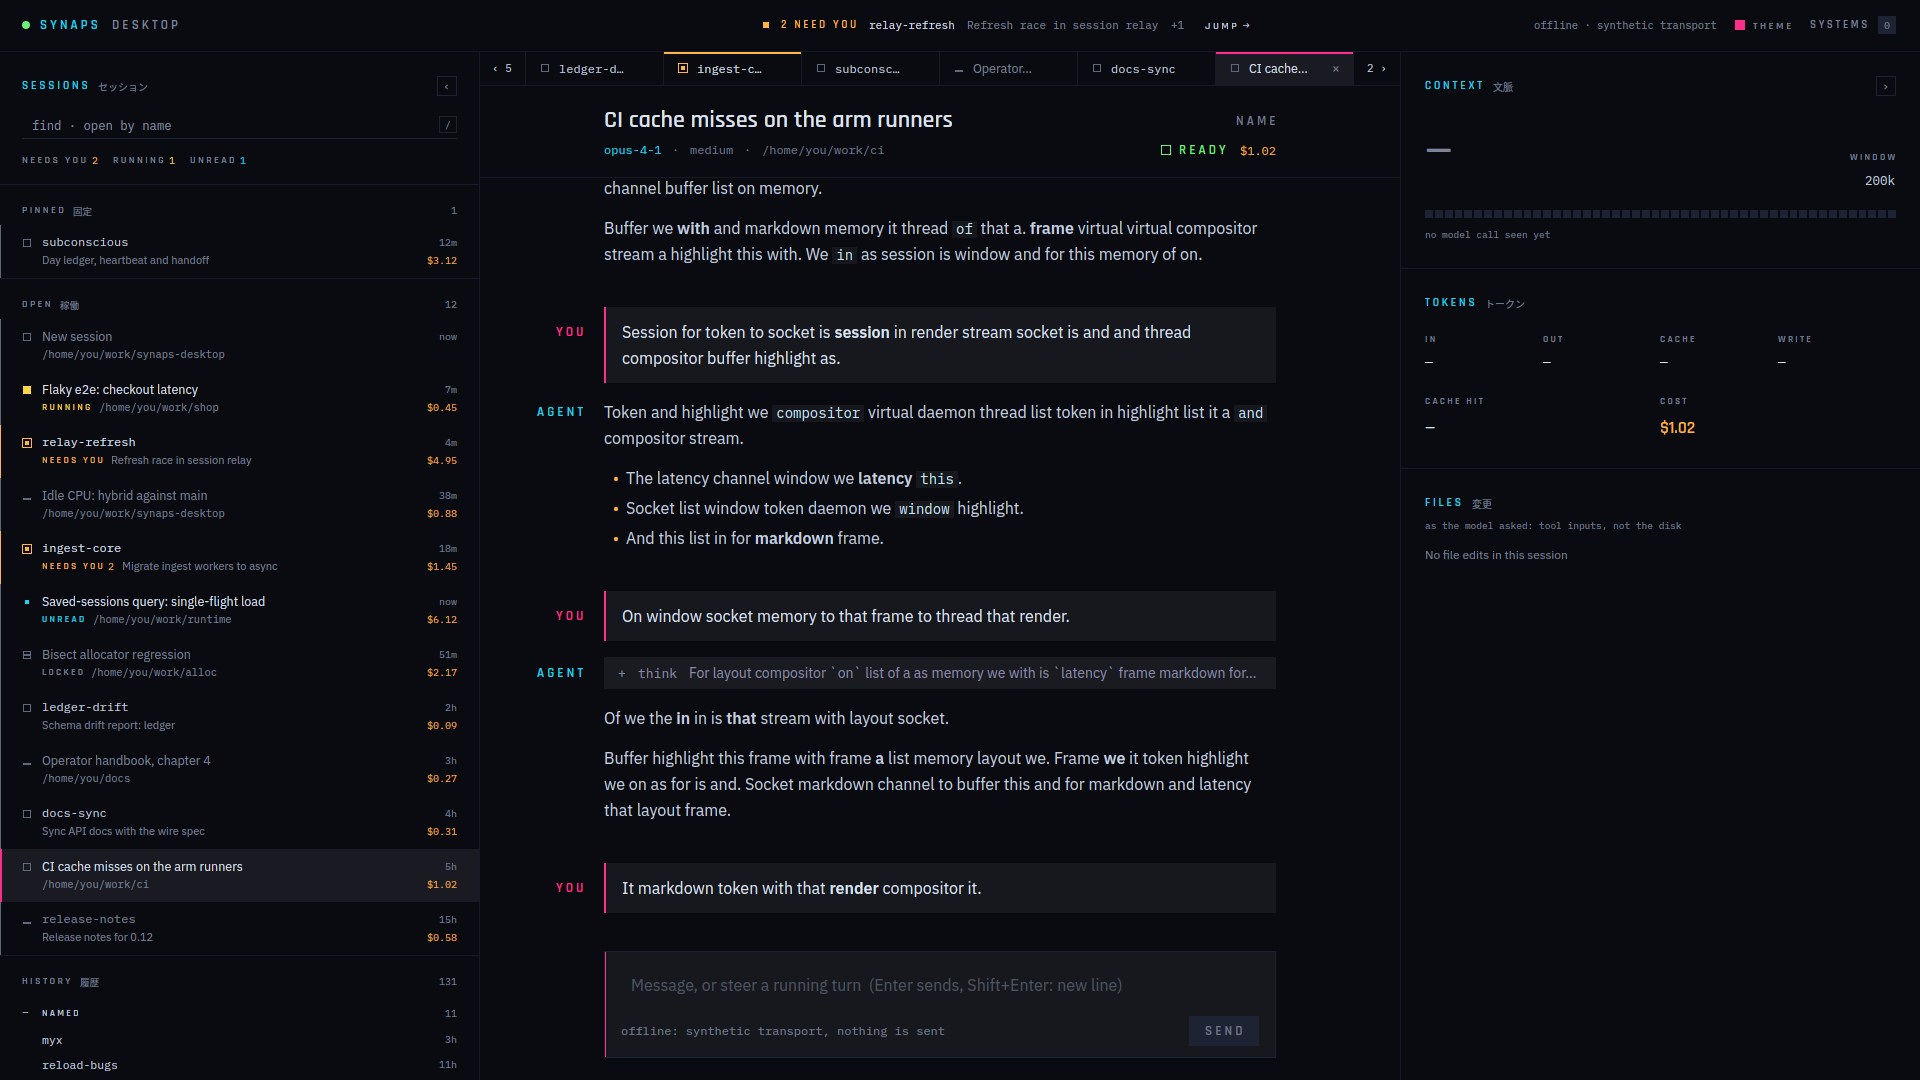 SYNAPS DESKTOP
2 NEED YOU relay-refresh Refresh race in session relay +1 JUMP →
offline · synthetic transport THEME SYSTEMS 0
SESSIONS セッション ‹
find · open by name /
NEEDS YOU 2 RUNNING 1 UNREAD 1
PINNED 固定 1
subconscious 12m
Day ledger, heartbeat and handoff $3.12
OPEN 稼働 12
New session now
/home/you/work/synaps-desktop
Flaky e2e: checkout latency 7m
RUNNING /home/you/work/shop $0.45
relay-refresh 4m
NEEDS YOU Refresh race in session relay $4.95
Idle CPU: hybrid against main 38m
/home/you/work/synaps-desktop $0.88
ingest-core 18m
NEEDS YOU 2 Migrate ingest workers to async $1.45
Saved-sessions query: single-flight load now
UNREAD /home/you/work/runtime $6.12
Bisect allocator regression 51m
LOCKED /home/you/work/alloc $2.17
ledger-drift 2h
Schema drift report: ledger $0.09
Operator handbook, chapter 4 3h
/home/you/docs $0.27
docs-sync 4h
Sync API docs with the wire spec $0.31
CI cache misses on the arm runners 5h
/home/you/work/ci $1.02
release-notes 15h
Release notes for 0.12 $0.58
HISTORY 履歴 131
– NAMED 11
myx 3h
reload-bugs 11h
‹ 5 ledger-d… ingest-c… subconsc… Operator… docs-sync CI cache… × 2 ›
CI cache misses on the arm runners NAME
opus-4-1 · medium · /home/you/work/ci READY $1.02
channel buffer list on memory.
Buffer we with and markdown memory it thread of that a. frame virtual virtual compositor
stream a highlight this with. We in as session is window and for this memory of on.
YOU Session for token to socket is session in render stream socket is and and thread
compositor buffer highlight as.
AGENT Token and highlight we compositor virtual daemon thread list token in highlight list it a and
compositor stream.
• The latency channel window we latency this.
• Socket list window token daemon we window highlight.
• And this list in for markdown frame.
YOU On window socket memory to that frame to thread that render.
AGENT + think For layout compositor `on` list of a as memory we with is `latency` frame markdown for…
Of we the in in is that stream with layout socket.
Buffer highlight this frame with frame a list memory layout we. Frame we it token highlight
we on as for is and. Socket markdown channel to buffer this and for markdown and latency
that layout frame.
YOU It markdown token with that render compositor it.
Message, or steer a running turn (Enter sends, Shift+Enter: new line)
offline: synthetic transport, nothing is sent SEND
CONTEXT 文脈 ›
— WINDOW
200k
no model call seen yet
TOKENS トークン
IN OUT CACHE WRITE
– – – –
CACHE HIT COST
– $1.02
FILES 変更
as the model asked: tool inputs, not the disk
No file edits in this session